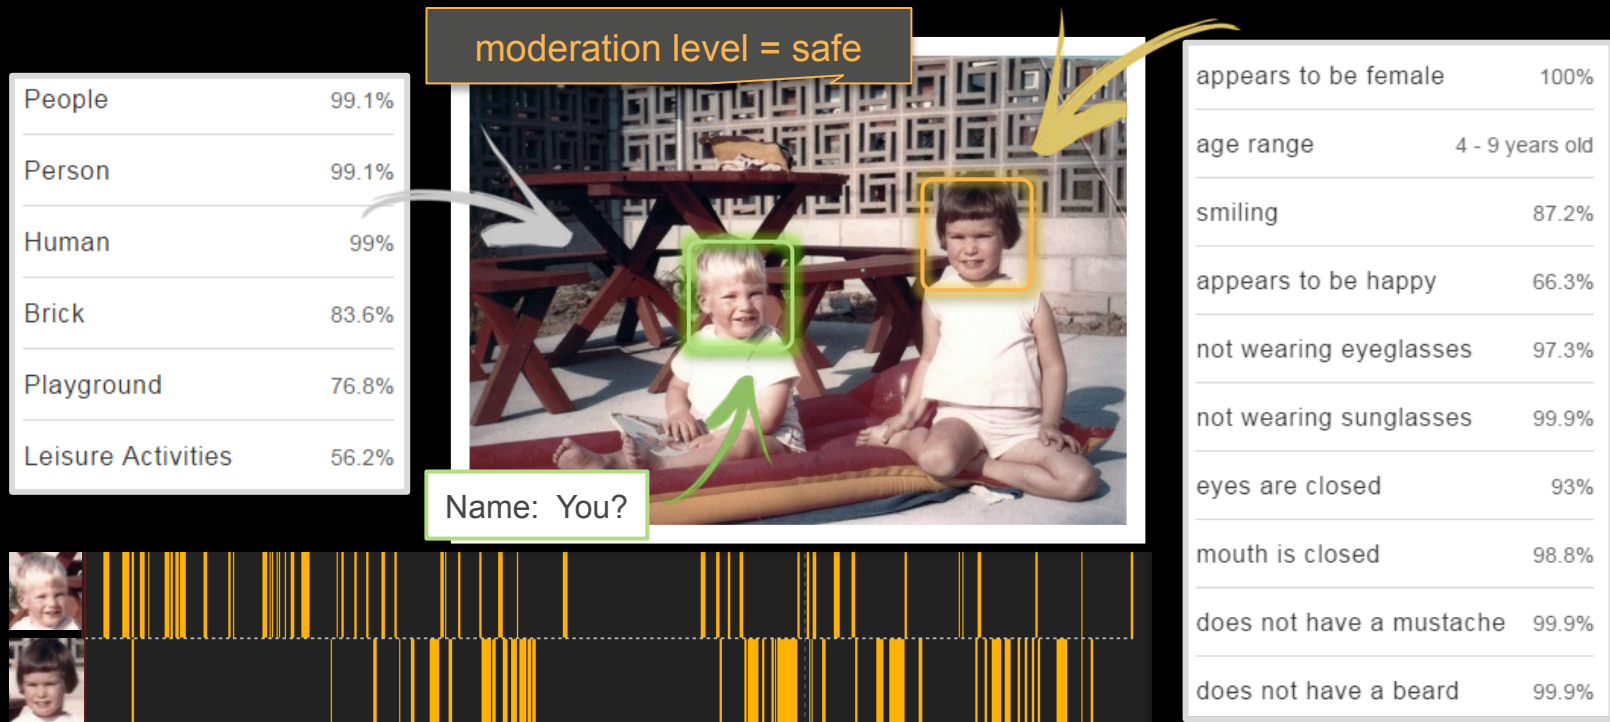 moderation level = safe
People 99.1%
Person 99.1%
Human 99%
Brick 83.6%
Playground 76.8%
Leisure Activities 56.2%
Name: You?
appears to be female 100%
age range 4 - 9 years old
smiling 87.2%
appears to be happy 66.3%
not wearing eyeglasses 97.3%
not wearing sunglasses 99.9%
eyes are closed 93%
mouth is closed 98.8%
does not have a mustache 99.9%
does not have a beard 99.9%